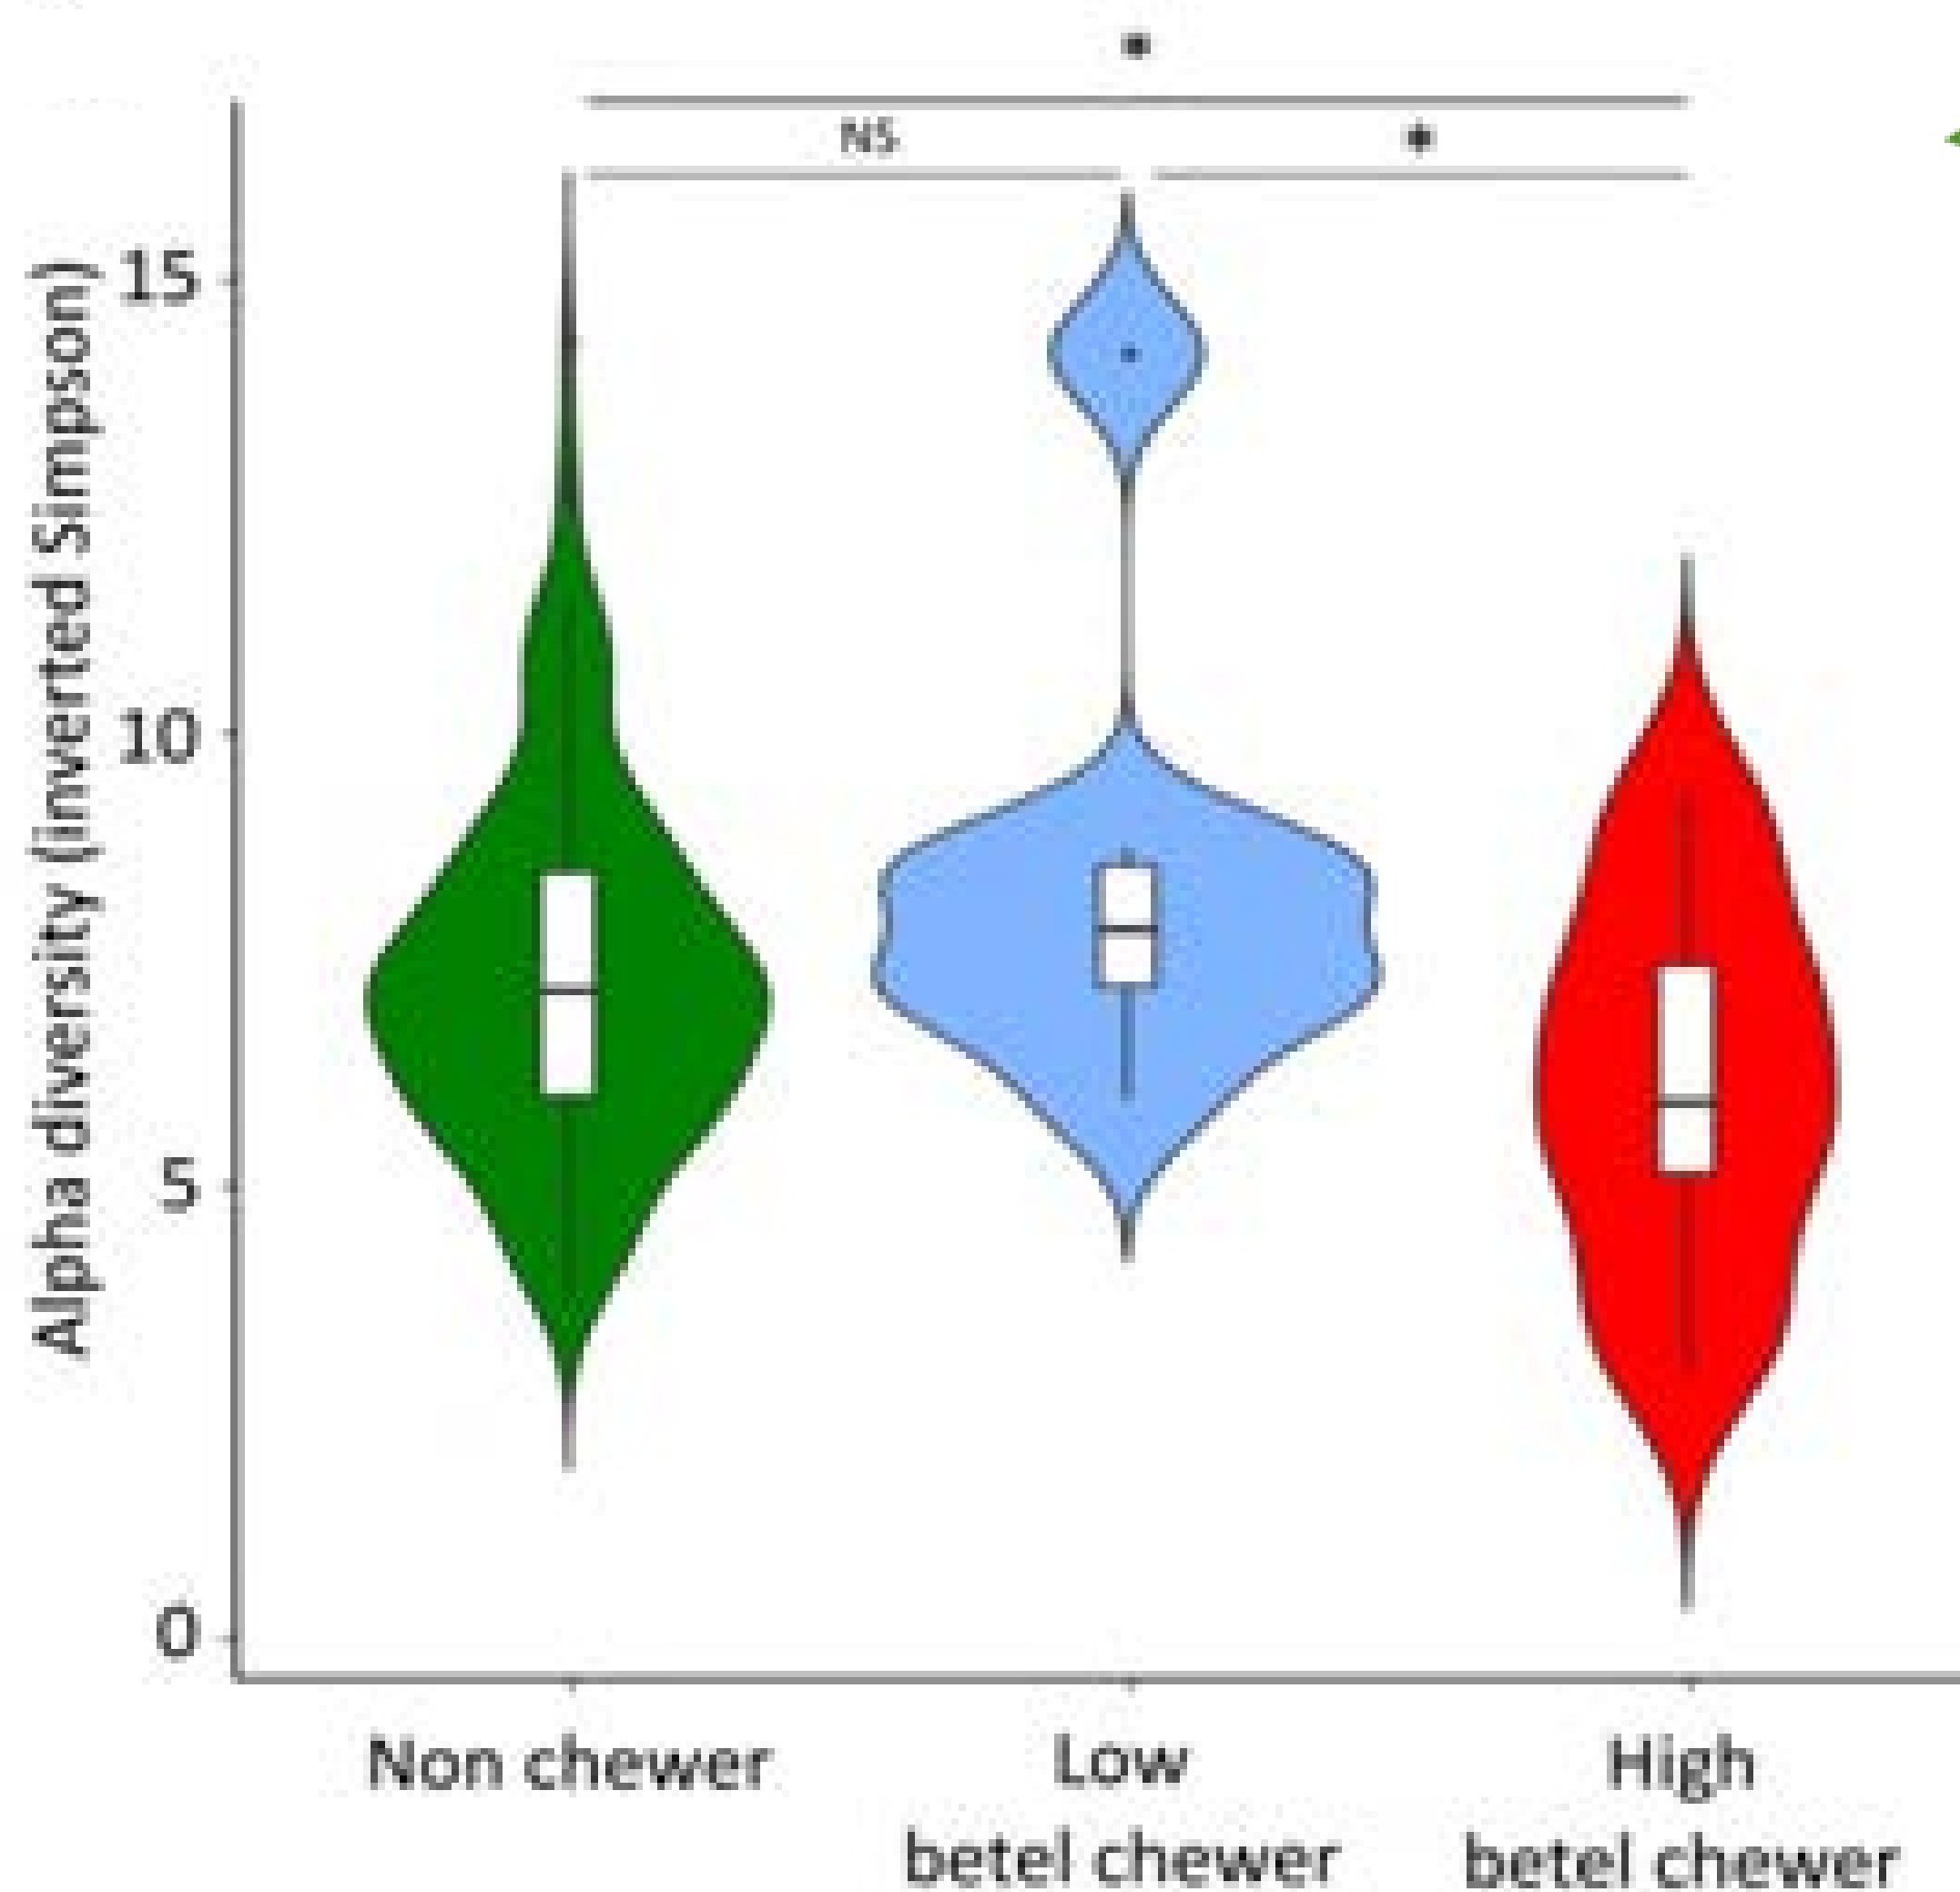 NS
Alpha diversity (inverted Simpson)
15
10
5
0
Non chewer
Low
betel chewer
High
betel chewer